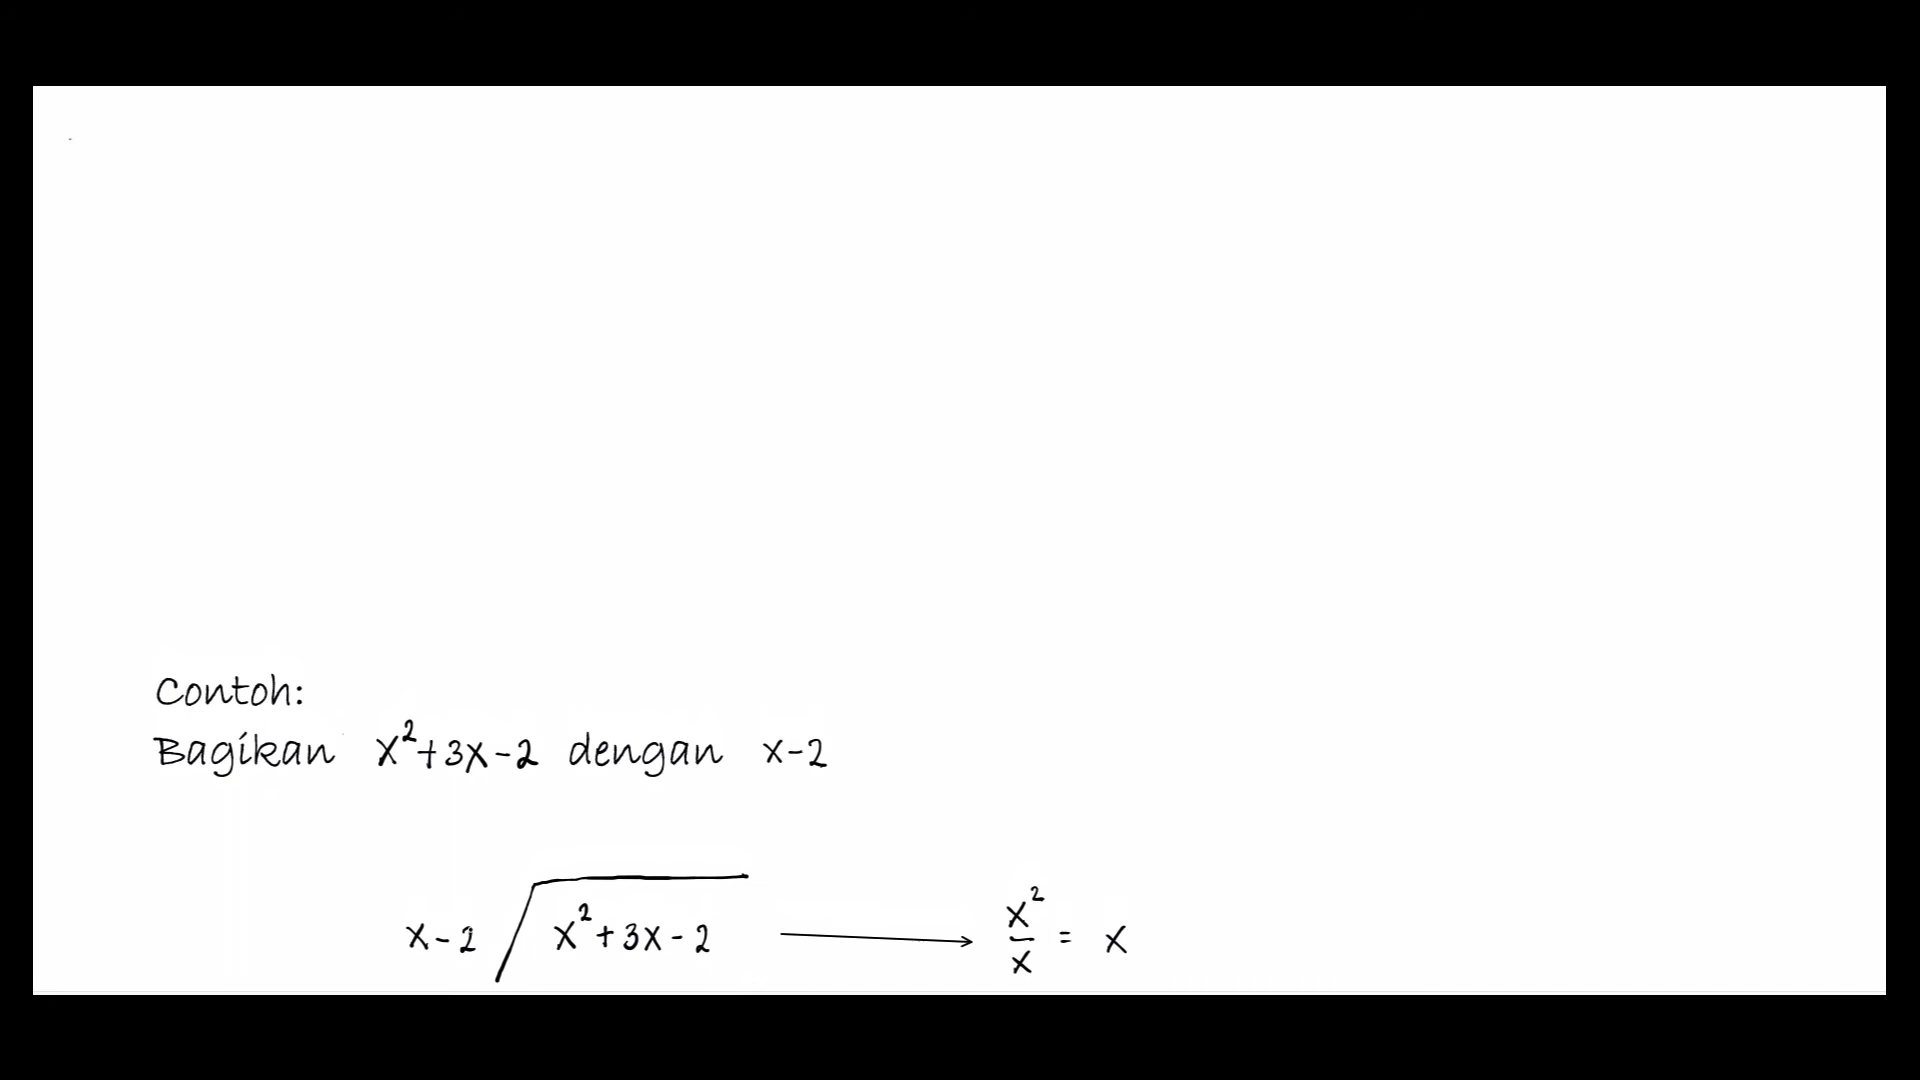 Contoh:
Bagikan x²+3x-2 dengan x-2
x-2 / x²+3x-2 → x²/x = x